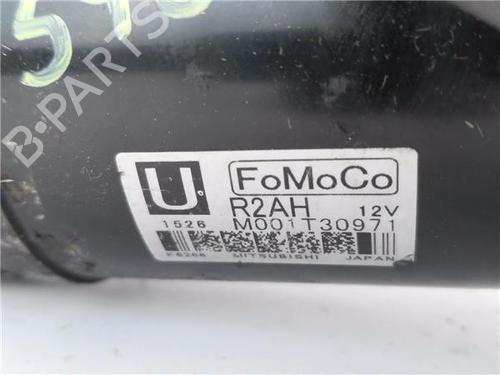 B-PARTS
U.
FoMoCo
R2AH 12V
1526 M001T30971
MITSUBISHI JAPAN